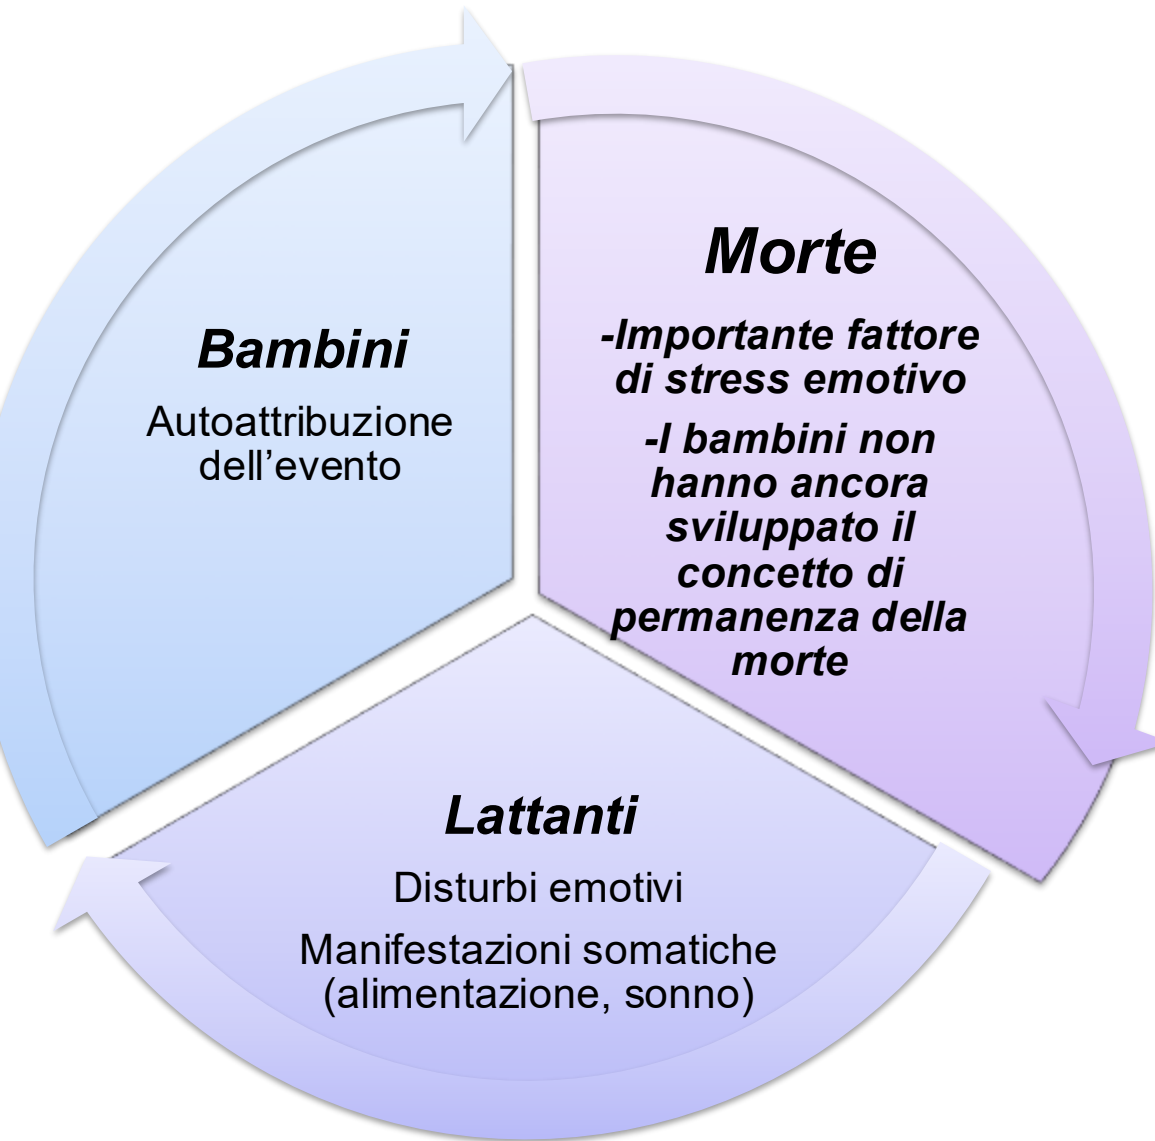 Morte
-Importante fattore
di stress emotivo
-I bambini non
hanno ancora
sviluppato il
concetto di
permanenza della
morte
Lattanti
Disturbi emotivi
Manifestazioni somatiche
(alimentazione, sonno)
Bambini
Autoattribuzione
dell’evento